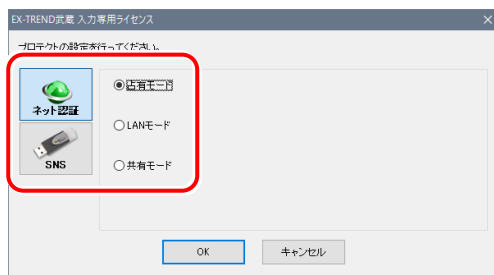 EX-TREND武蔵 入力専用ライセンス
プロテクトの設定を行ってください。
ネット認証
SNS
占有モード
LANモード
共有モード
OK
キャンセル